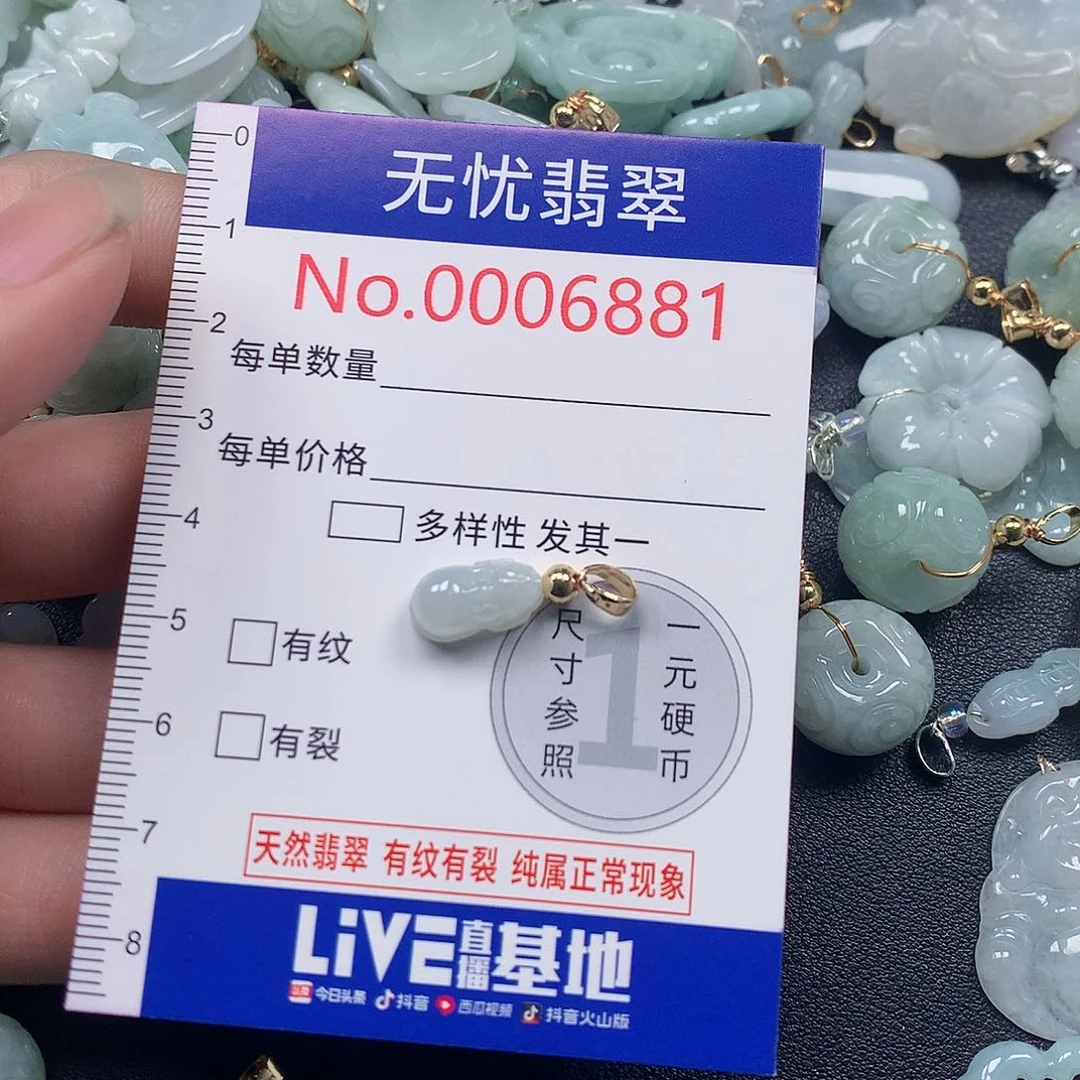 0
无忧翡翠
1
No.0006881
2
每单数量
3
每单价格
4
多样性 发其一
5
有纹
6
有裂
尺寸参照
1
一元硬币
7
天然翡翠 有纹有裂 纯属正常现象
8
LiVE直播基地
今日头条 抖音 西瓜视频 抖音火山版